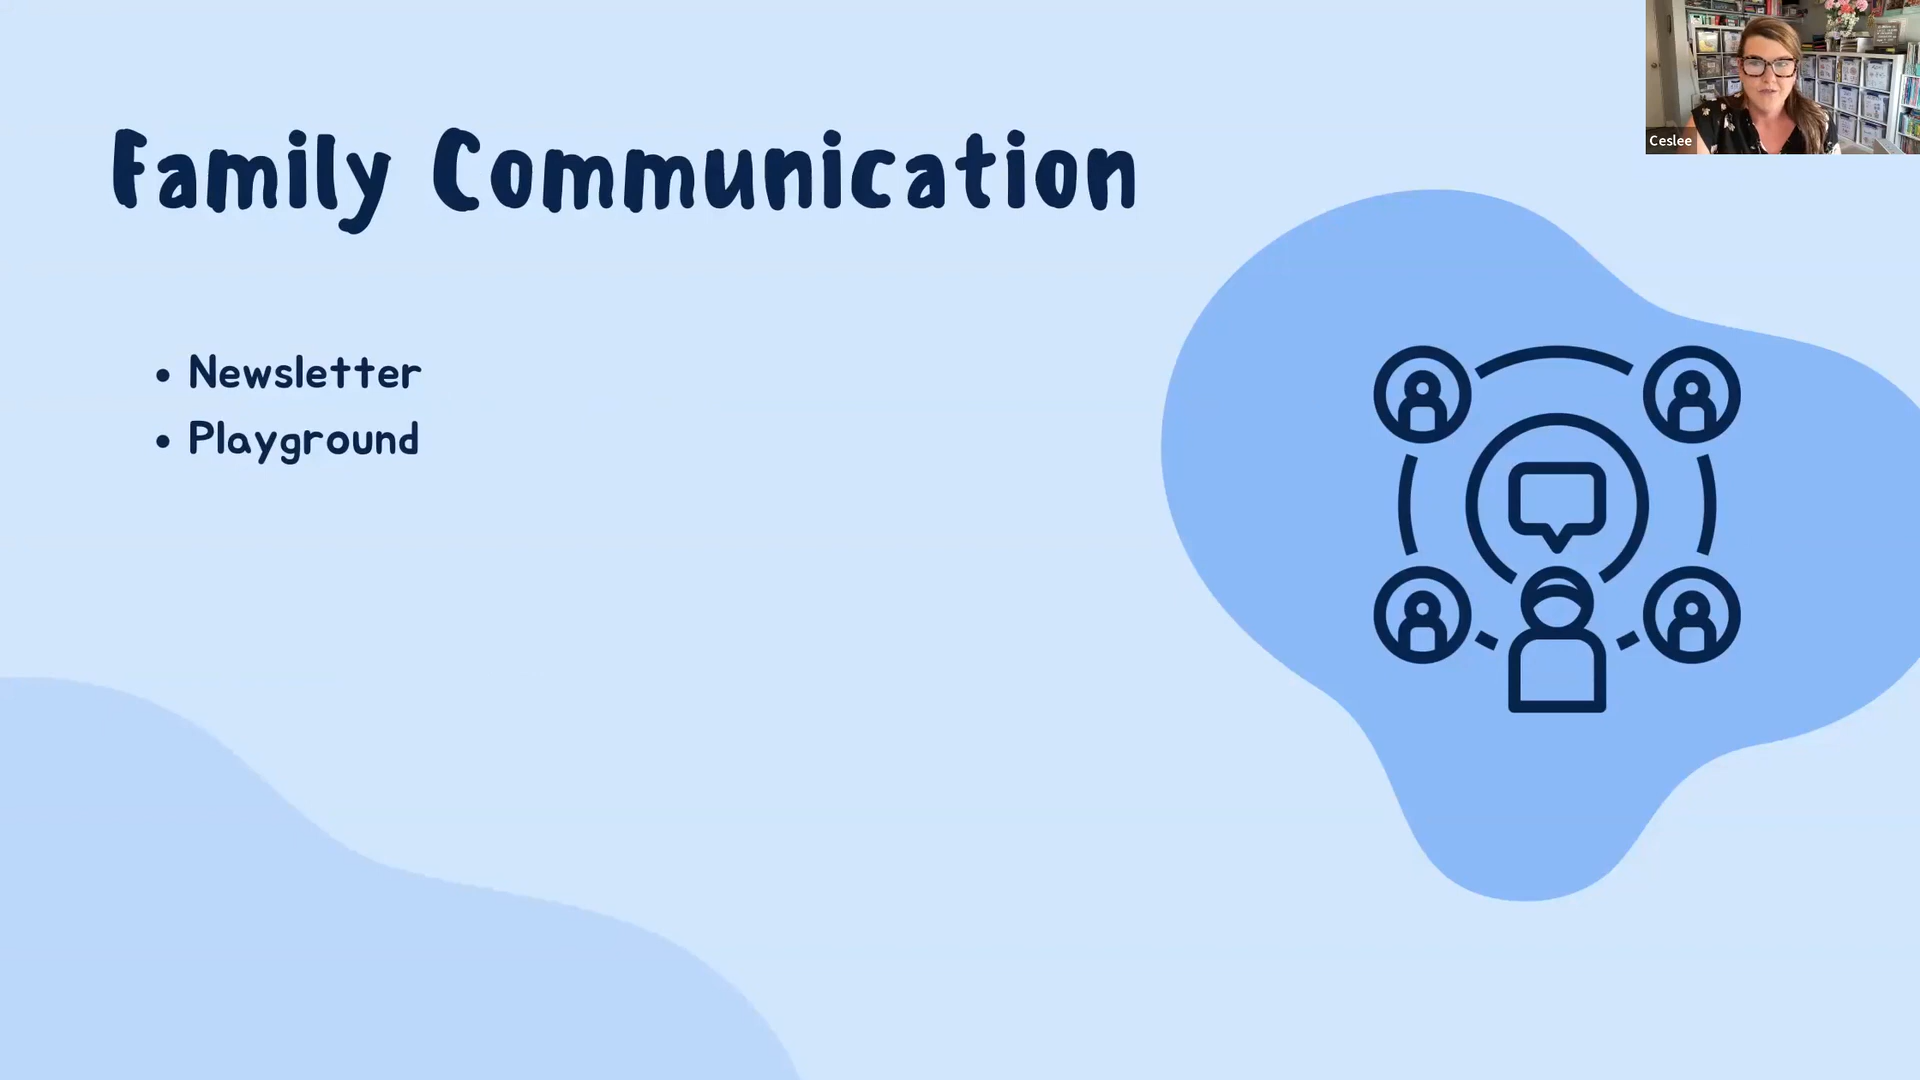 Family Communication
• Newsletter
• Playground
Ceslee